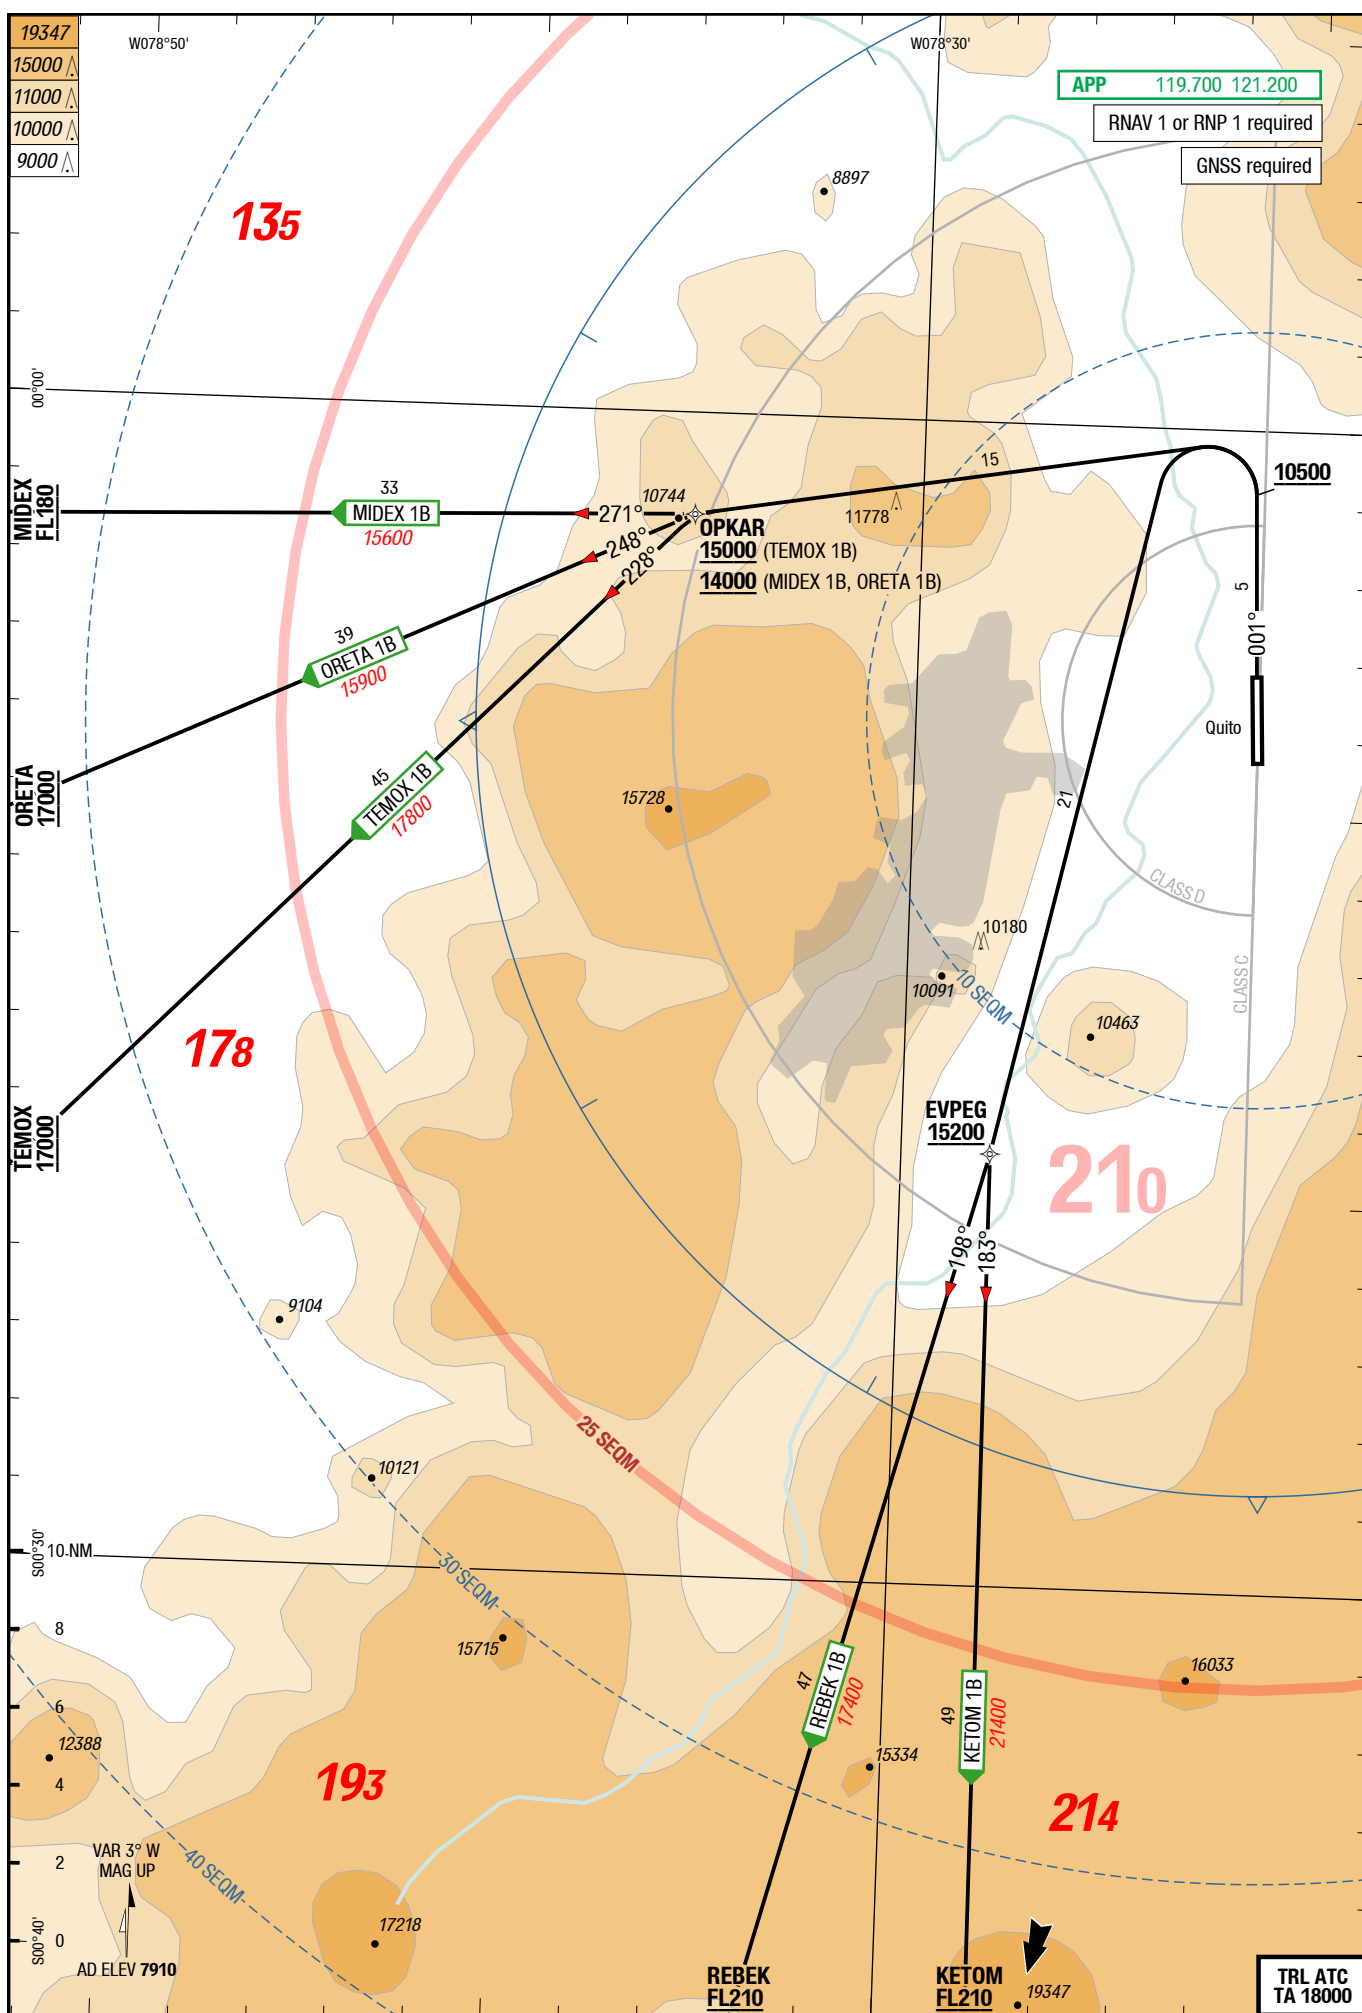 19347
15000
11000
10000
9000
W078°50'
W078°30'
APP 119.700 121.200
RNAV 1 or RNP 1 required
GNSS required
135
8897
00°00'
MIDEX
FL180
33
MIDEX 1B
15600
271°
248°
228°
10744
OPKAR
15000 (TEMOX 1B)
14000 (MIDEX 1B, ORETA 1B)
15
11778
10500
5
001°
Quito
39
ORETA 1B
15900
ORETA
17000
45
TEMOX 1B
17800
15728
21
CLASS D
CLASS C
10180
10091
10 SEQM
10463
178
TEMOX
17000
EVPEG
15200
210
198°
183°
9104
25 SEQM
10121
S00°30'
10 NM
8
6
4
2
0
30 SEQM
15715
47
REBEK 1B
17400
49
KETOM 1B
21400
16033
12388
15334
193
214
VAR 3° W
MAG UP
40 SEQM
17218
S00°40'
AD ELEV 7910
REBEK
FL210
KETOM
FL210
19347
TRL ATC
TA 18000